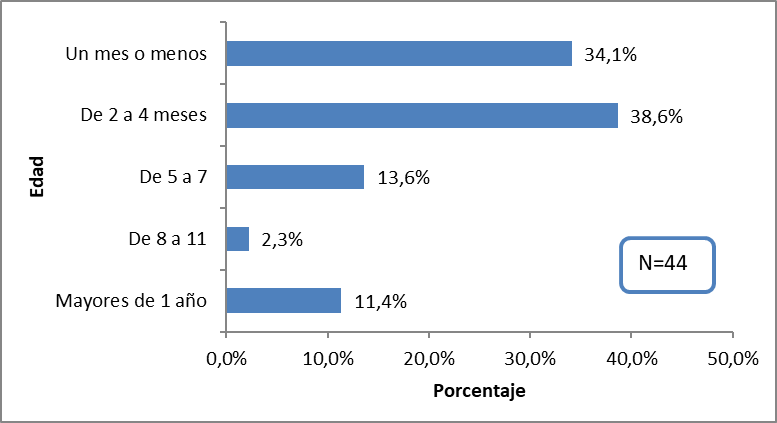 Un mes o menos
34,1%
De 2 a 4 meses
38,6%
De 5 a 7
13,6%
De 8 a 11
2,3%
Mayores de 1 año
11,4%
Edad
N=44
0,0% 10,0% 20,0% 30,0% 40,0% 50,0%
Porcentaje